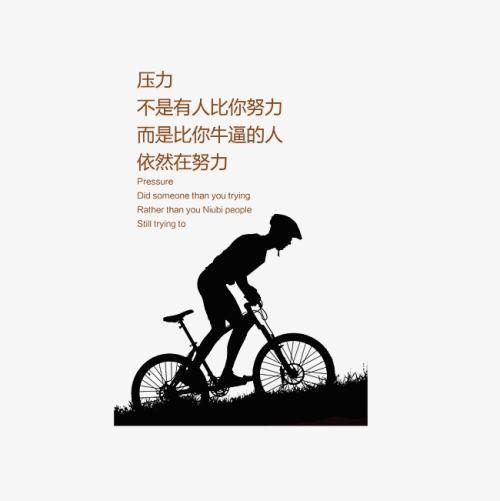 压力
不是有人比你努力
而是比你牛逼的人
依然在努力
Pressure
Did someone than you trying
Rather than you Niubi people
Still trying to